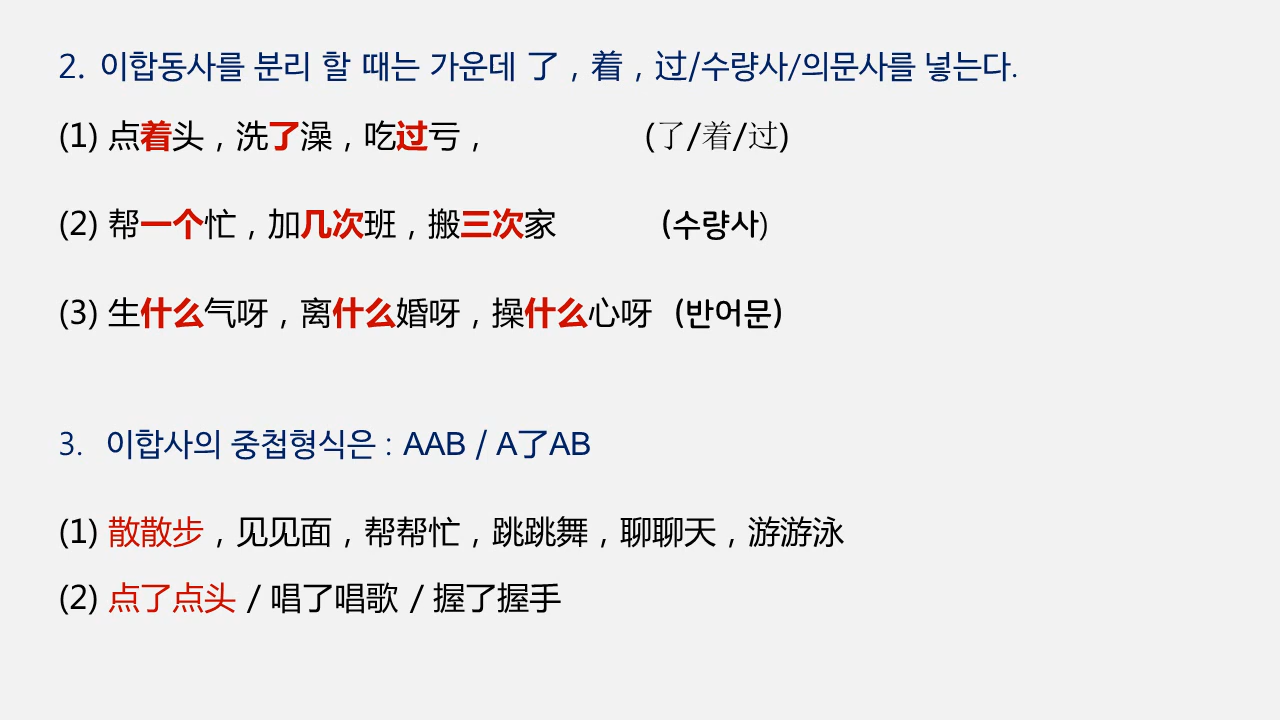 2. 이합동사를 분리 할 때는 가운데 了，着，过/수량사/의문사를 넣는다.
(1) 点着头，洗了澡，吃过亏， (了/着/过)
(2) 帮一个忙，加几次班，搬三次家 (수량사)
(3) 生什么气呀，离什么婚呀，操什么心呀 (반어문)
3. 이합사의 중첩형식은 : AAB / A了AB
(1) 散散步，见见面，帮帮忙，跳跳舞，聊聊天，游游泳
(2) 点了点头 / 唱了唱歌 / 握了握手